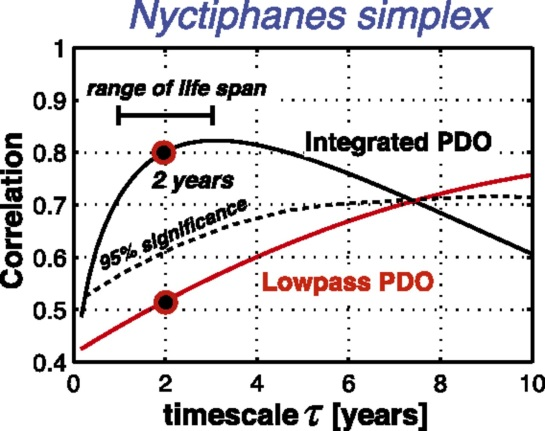 Nyctiphanes simplex
1
0.9
0.8
0.7
0.6
0.5
0.4
Correlation
range of life span
Integrated PDO
2 years
95% significance
Lowpass PDO
0 2 4 6 8 10
timescale τ [years]